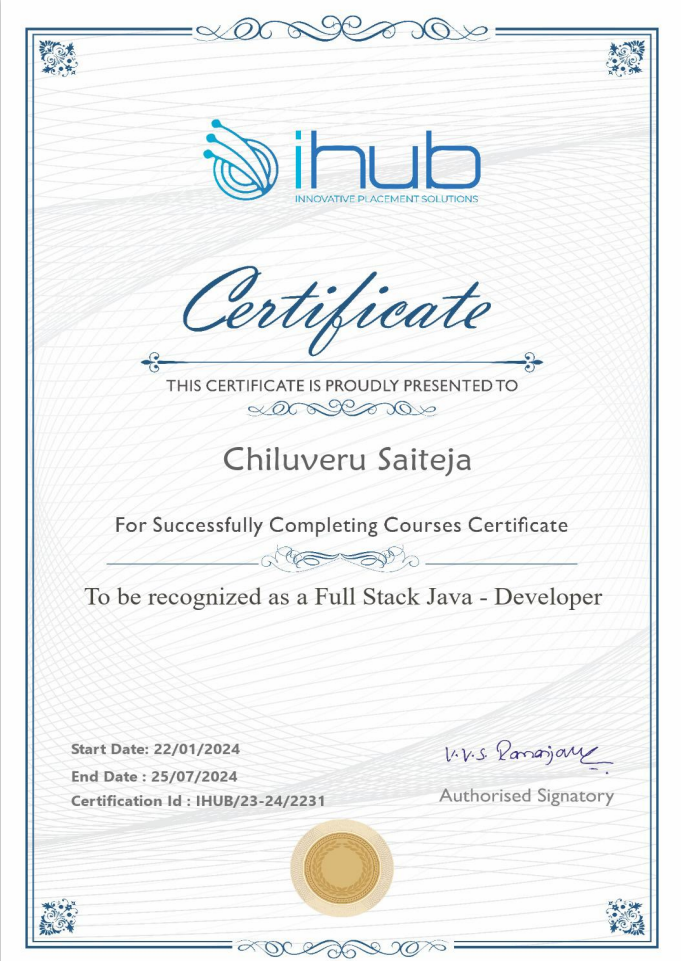 ihub
INNOVATIVE PLACEMENT SOLUTIONS
Certificate
THIS CERTIFICATE IS PROUDLY PRESENTED TO
Chiluveru Saiteja
For Successfully Completing Courses Certificate
To be recognized as a Full Stack Java - Developer
Start Date: 22/01/2024
End Date : 25/07/2024
Certification Id : IHUB/23-24/2231
V.V.S.
Authorised Signatory